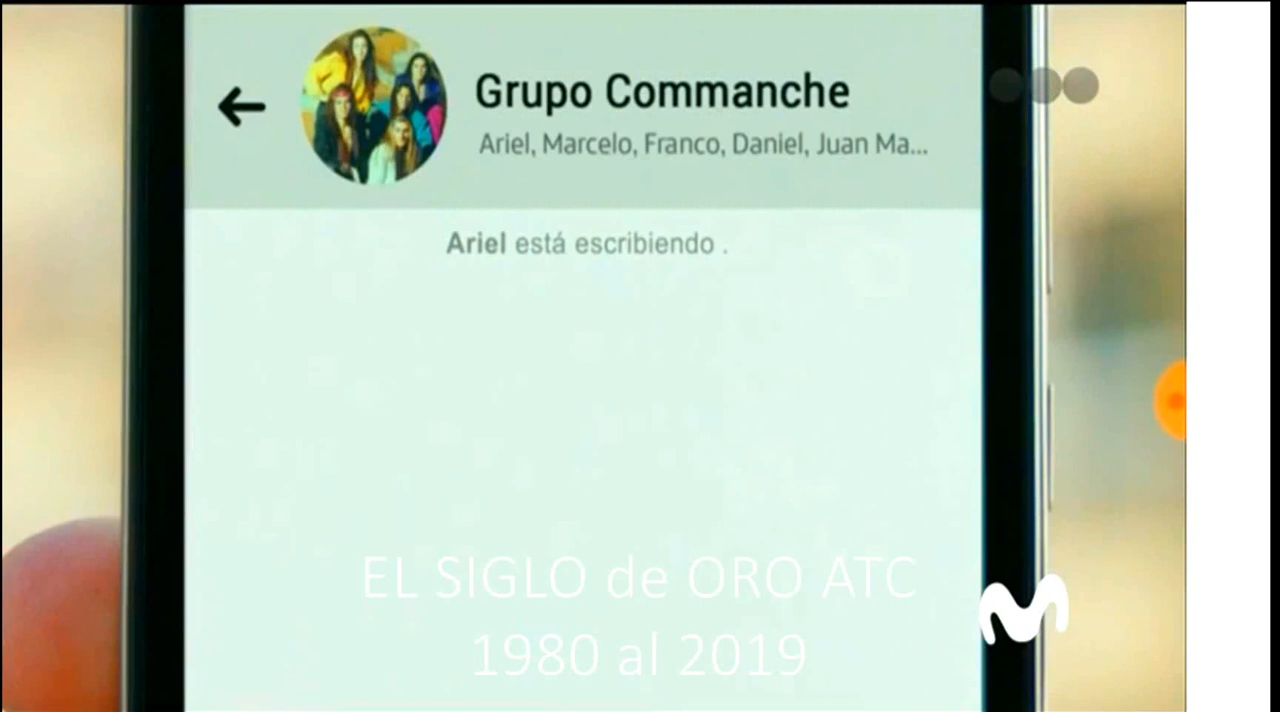 Grupo Commanche
Ariel, Marcelo, Franco, Daniel, Juan Ma...
Ariel está escribiendo .
EL SIGLO de ORO ATC
1980 al 2019